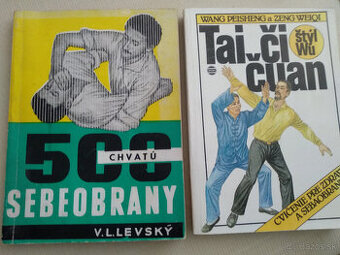 500
CHVATŮ
SEBEOBRANY
V.L.LEVSKÝ
WANG PEISHENG a ZENG WEIQI
Tai-či
čuan
štýl
Wu
CVIČENIE PRE ZDRAVIE
A SEBAOBRANU